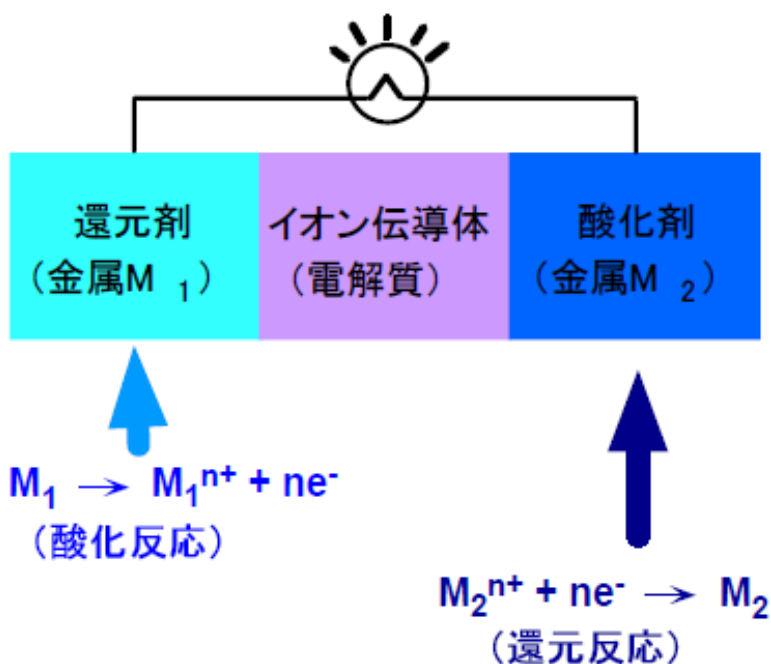 還元剤
(金属M 1)
イオン伝導体
(電解質)
酸化剤
(金属M 2)
M₁ → M₁ⁿ⁺ + ne⁻
(酸化反応)
M₂ⁿ⁺ + ne⁻ → M₂
(還元反応)